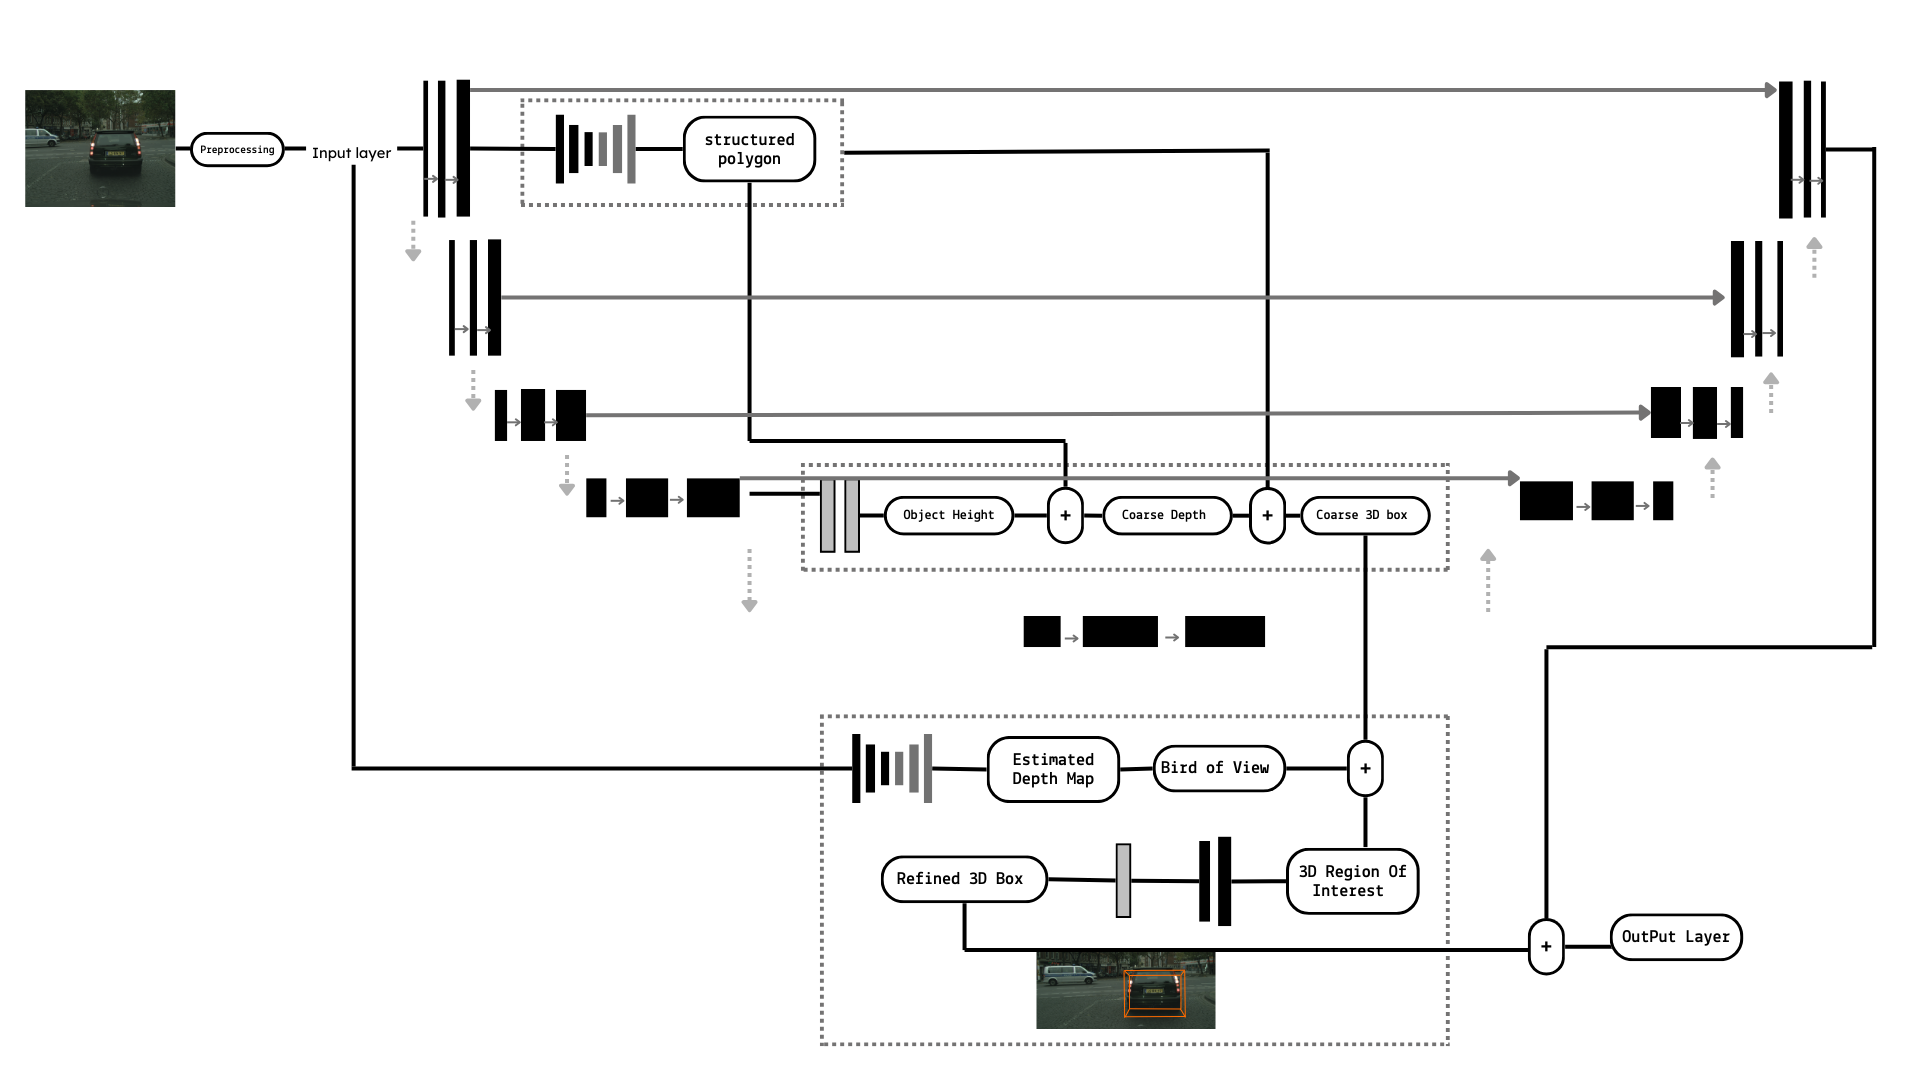 Preprocessing
Input layer
structured
polygon
Object Height
+
Coarse Depth
+
Coarse 3D box
Estimated
Depth Map
Bird of View
+
Refined 3D Box
3D Region Of
Interest
+
OutPut Layer